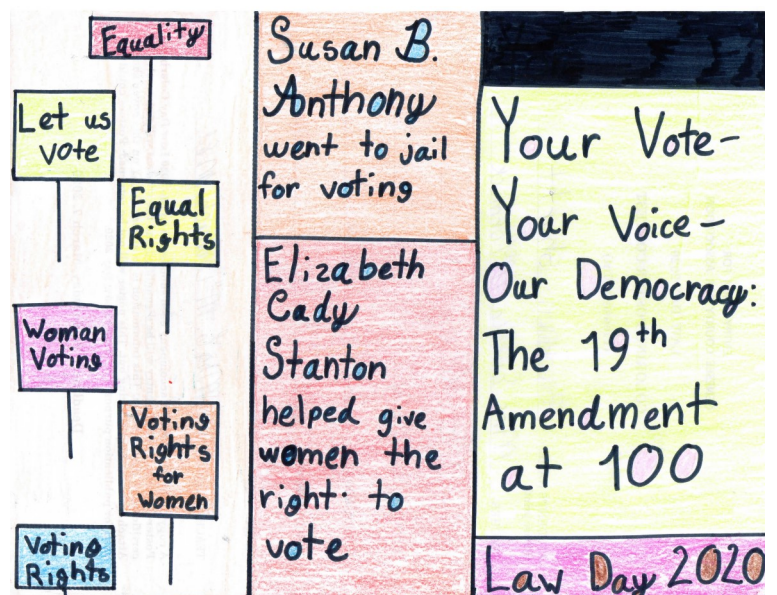 Equality
Let us
vote
Equal
Rights
Woman
Voting
Voting
Rights
for
Women
Voting
Rights
Susan B.
Anthony
went to jail
for voting
Elizabeth
Cady
Stanton
helped give
women the
right to
vote
Your Vote-
Your Voice-
Our Democracy:
The 19th
Amendment
at 100
Law Day 2020